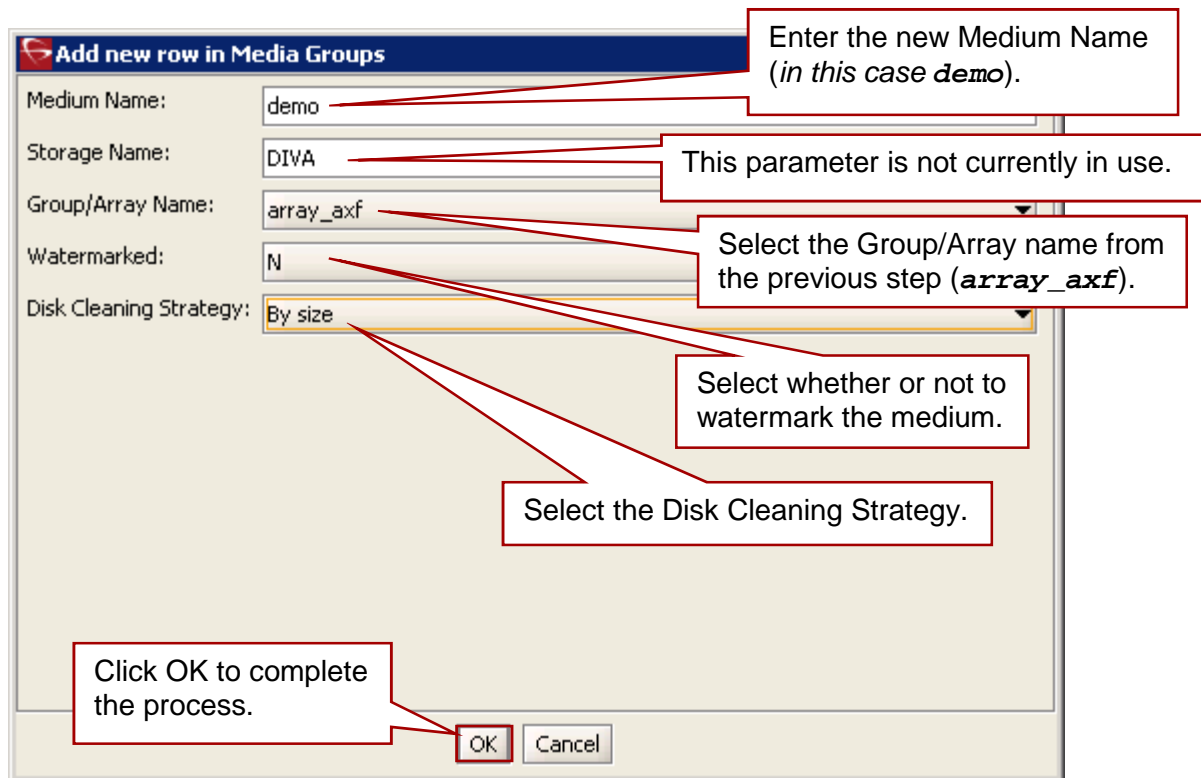 Enter the new Medium Name
(in this case demo).
Add new row in Media Groups
Medium Name:
demo
Storage Name:
DIVA
This parameter is not currently in use.
Group/Array Name:
array_axf
Select the Group/Array name from
the previous step (array_axf).
Watermarked:
N
Disk Cleaning Strategy:
By size
Select whether or not to
watermark the medium.
Select the Disk Cleaning Strategy.
Click OK to complete
the process.
OK
Cancel